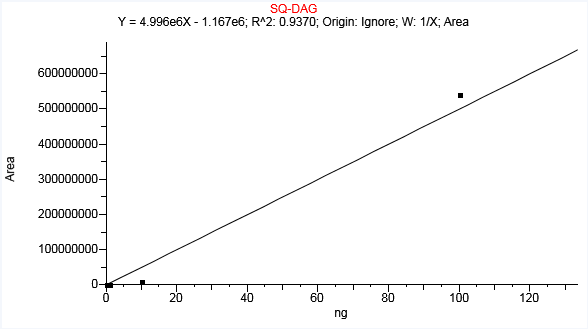 SQ-DAG
Y = 4.996e6X - 1.167e6; R^2: 0.9370; Origin: Ignore; W: 1/X; Area
600000000
500000000
400000000
300000000
200000000
100000000
0
Area
0 20 40 60 80 100 120
ng